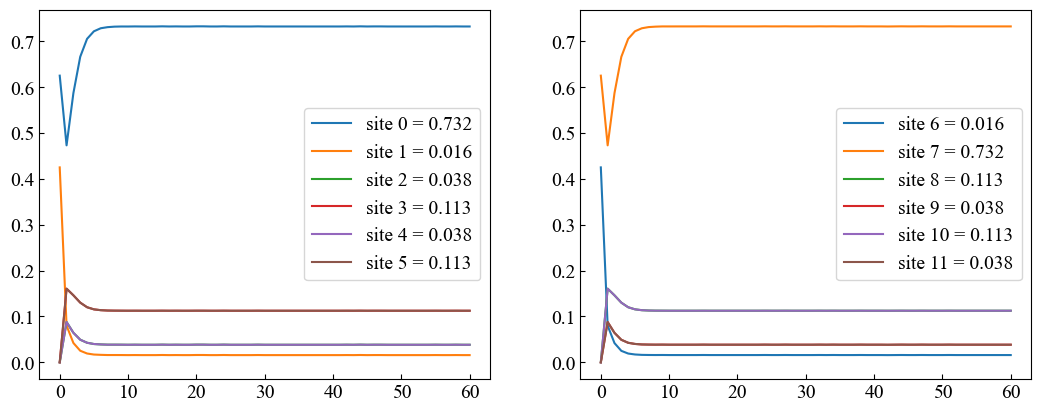 0.7
0.6
0.5
0.4
0.3
0.2
0.1
0.0
0 10 20 30 40 50 60
site 0 = 0.732
site 1 = 0.016
site 2 = 0.038
site 3 = 0.113
site 4 = 0.038
site 5 = 0.113
0.7
0.6
0.5
0.4
0.3
0.2
0.1
0.0
0 10 20 30 40 50 60
site 6 = 0.016
site 7 = 0.732
site 8 = 0.113
site 9 = 0.038
site 10 = 0.113
site 11 = 0.038